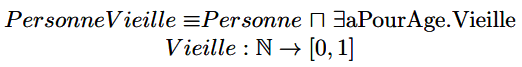 PersonneVieille ≡Personne ⊓ ∃aPourAge.Vieille
Vieille : ℕ → [0, 1]